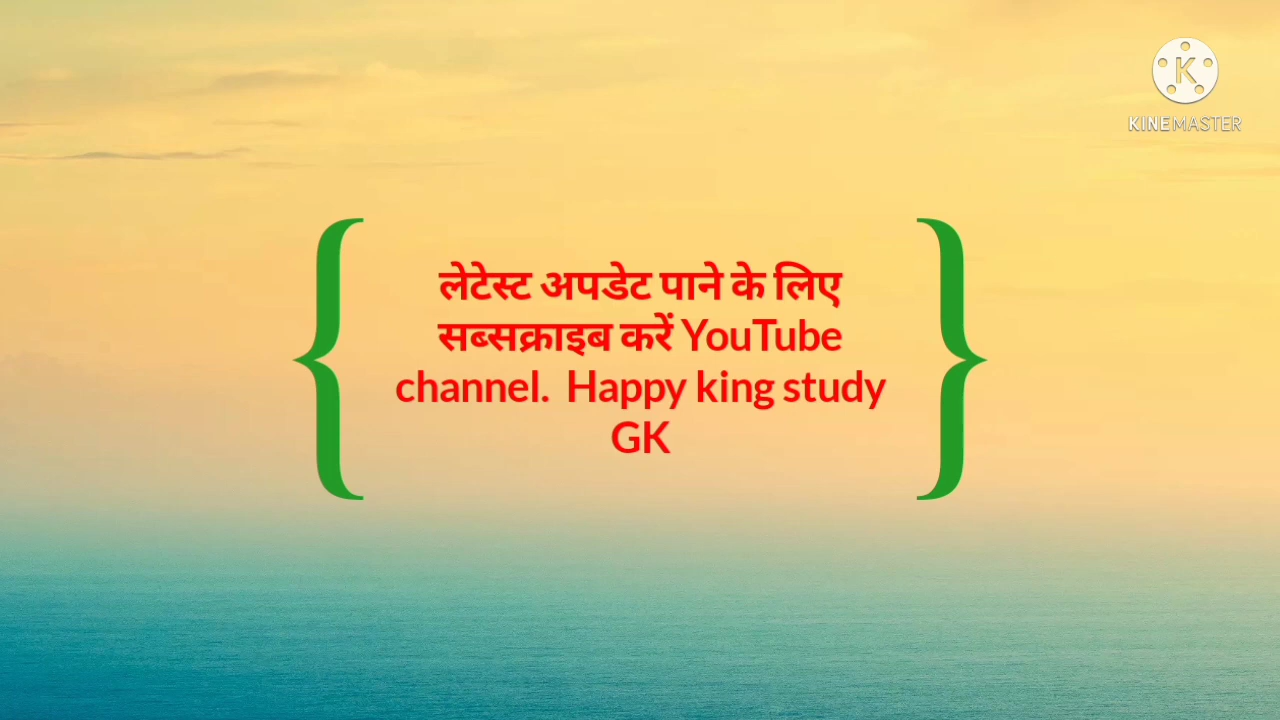 KINEMASTER
लेटेस्ट अपडेट पाने के लिए
सब्सक्राइब करें YouTube
channel.  Happy king study
GK